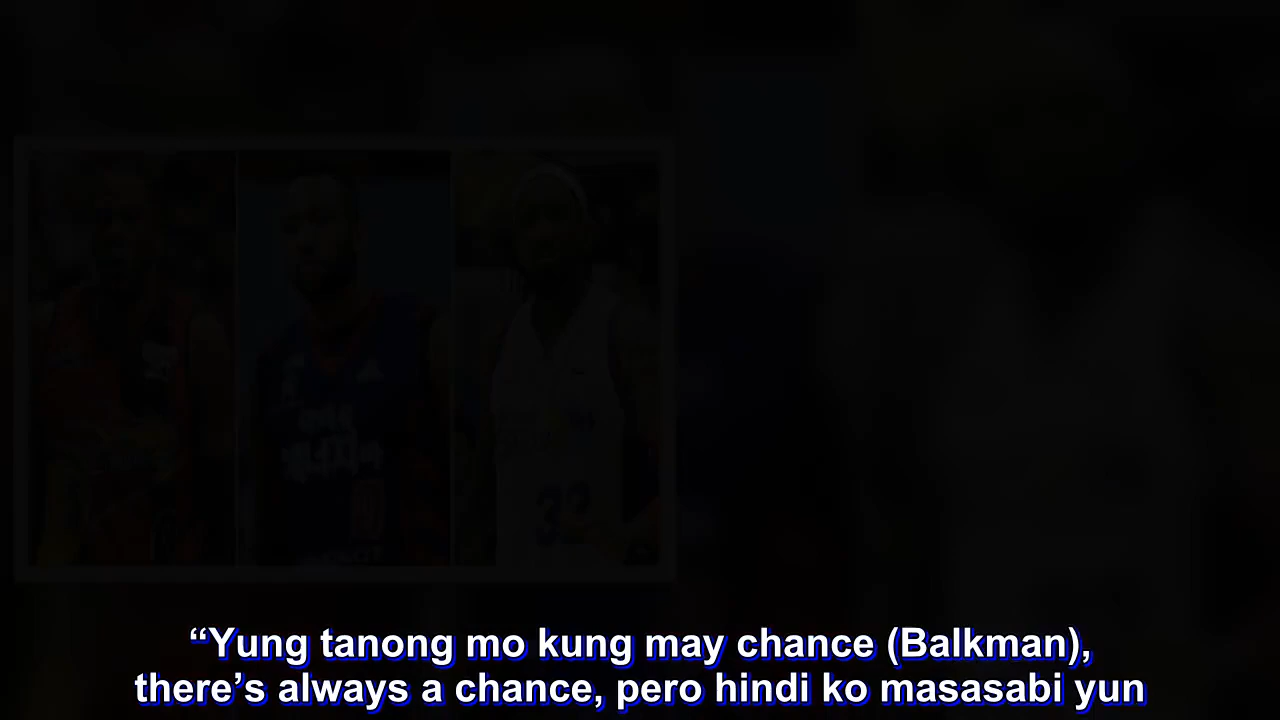 “Yung tanong mo kung may chance (Balkman),
there’s always a chance, pero hindi ko masasabi yun